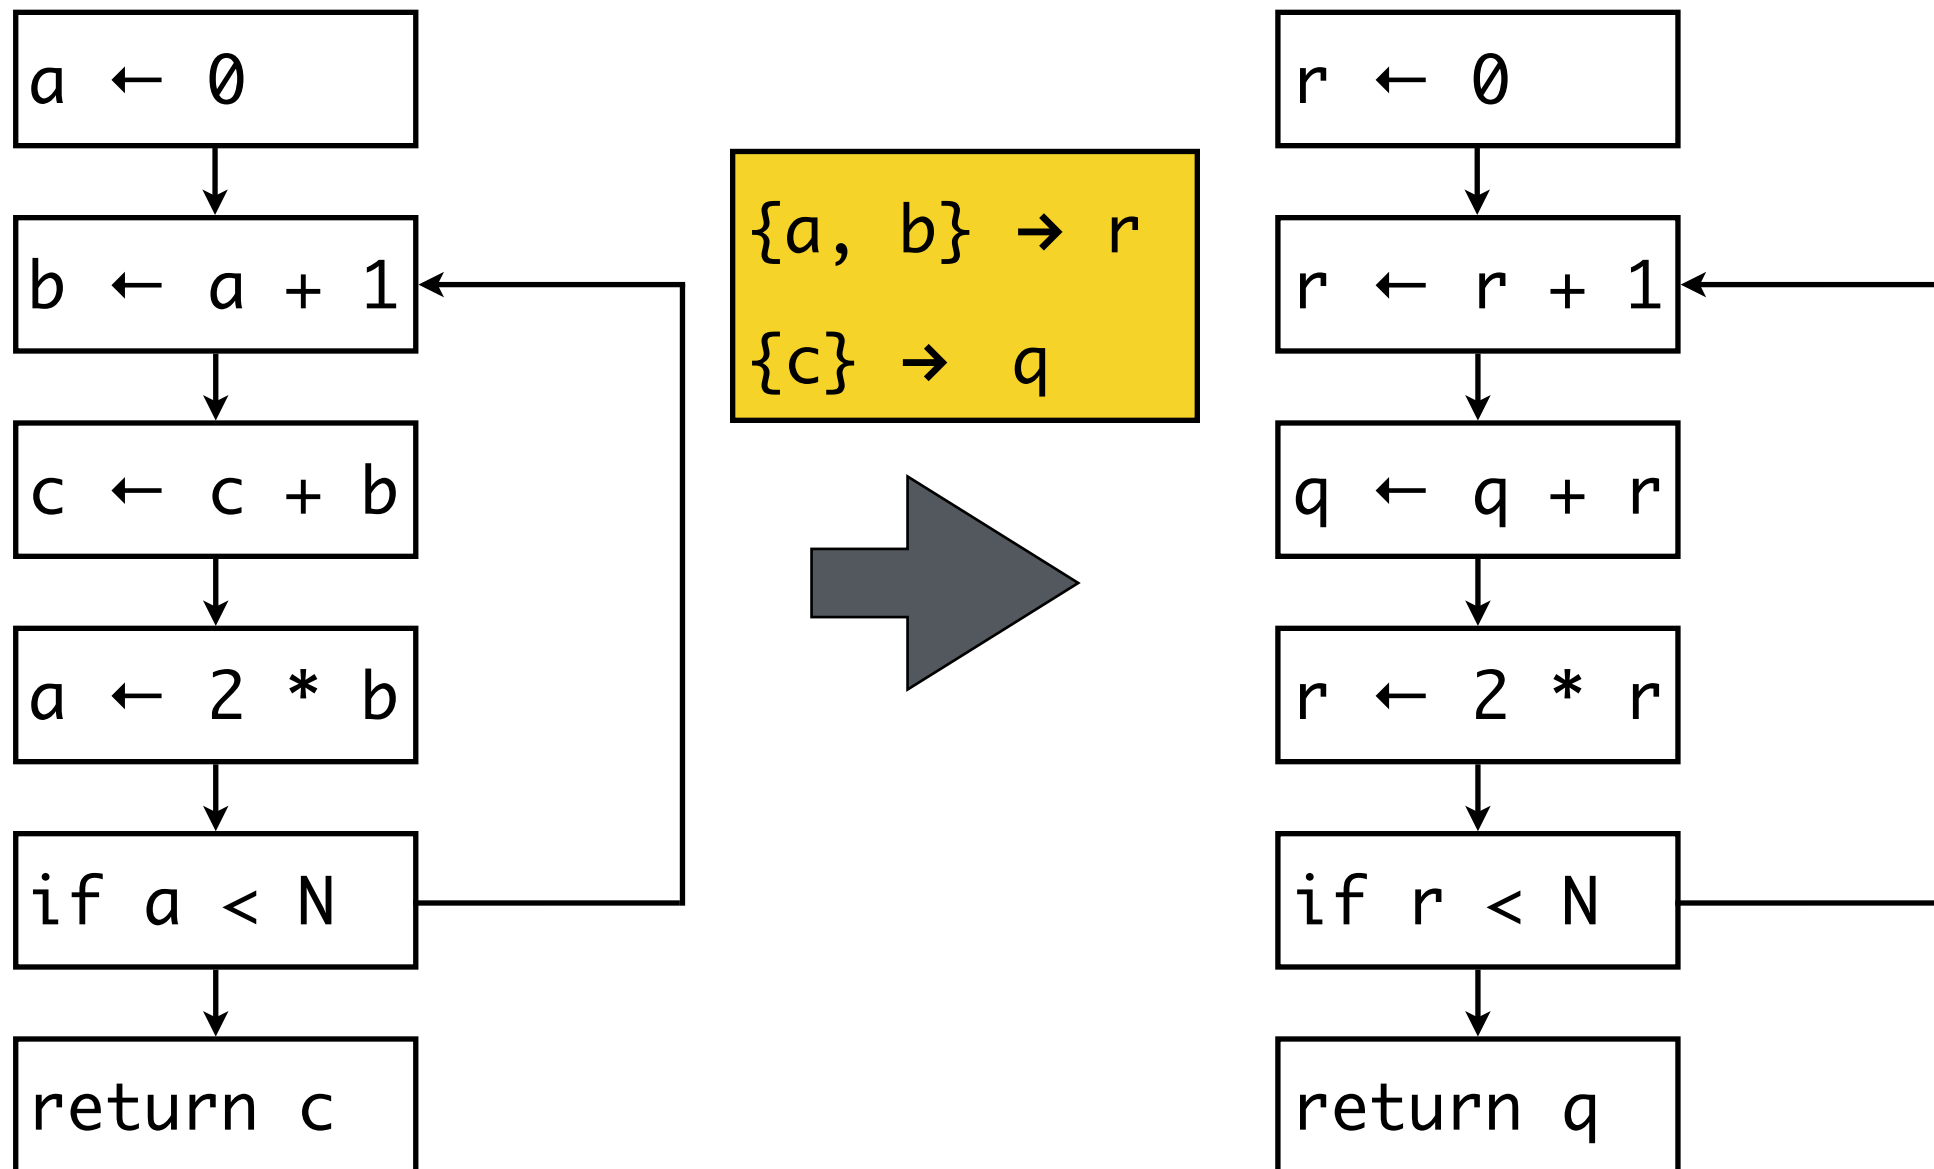 a ← 0
b ← a + 1
c ← c + b
a ← 2 * b
if a < N
return c
{a, b} → r
{c} → q
r ← 0
r ← r + 1
q ← q + r
r ← 2 * r
if r < N
return q